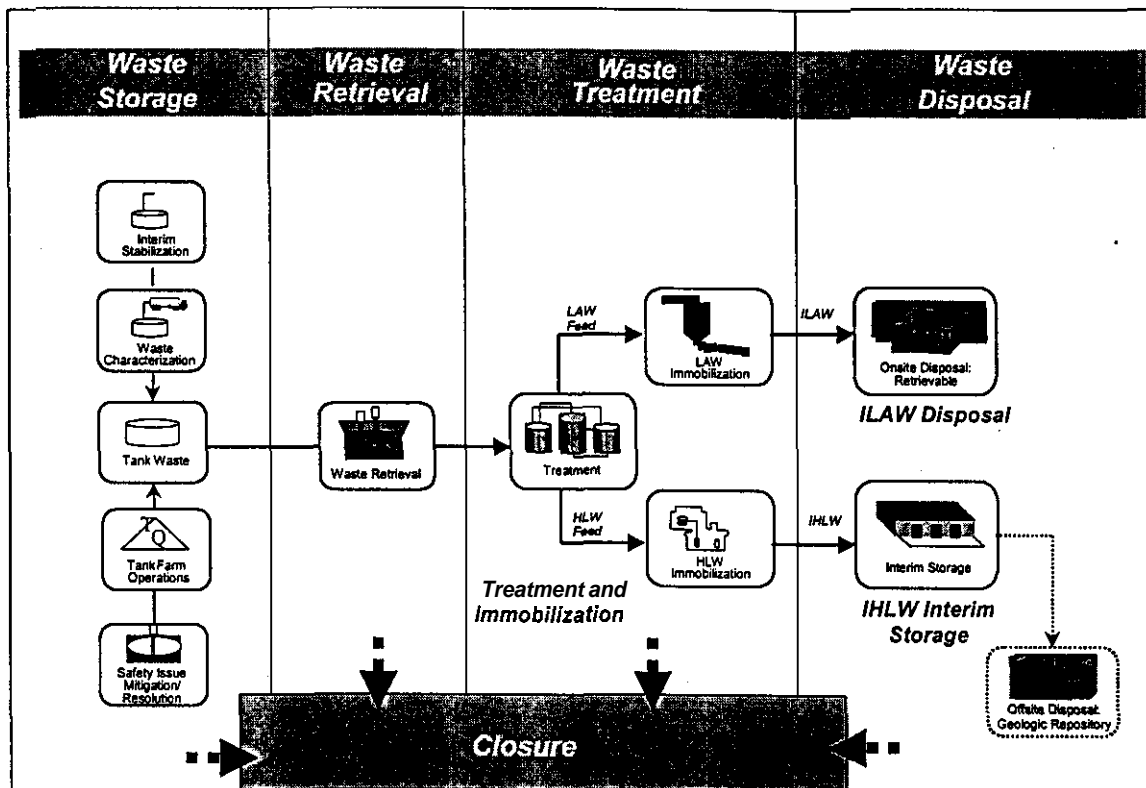 Waste
Storage
Waste
Retrieval
Waste
Treatment
Waste
Disposal
Interim
Stabilization
Waste
Characterization
Tank Waste
T
Q
Tank Farm
Operations
Safety Issue
Mitigation/
Resolution
Waste Retrieval
Treatment
LAW
Feed
HLW
Feed
LAW
Immobilization
HLW
Immobilization
Treatment and
Immobilization
ILAW
IHLW
Onsite Disposal:
Retrievable
ILAW Disposal
Interim Storage
IHLW Interim
Storage
Offsite Disposal:
Geologic Repository
Closure